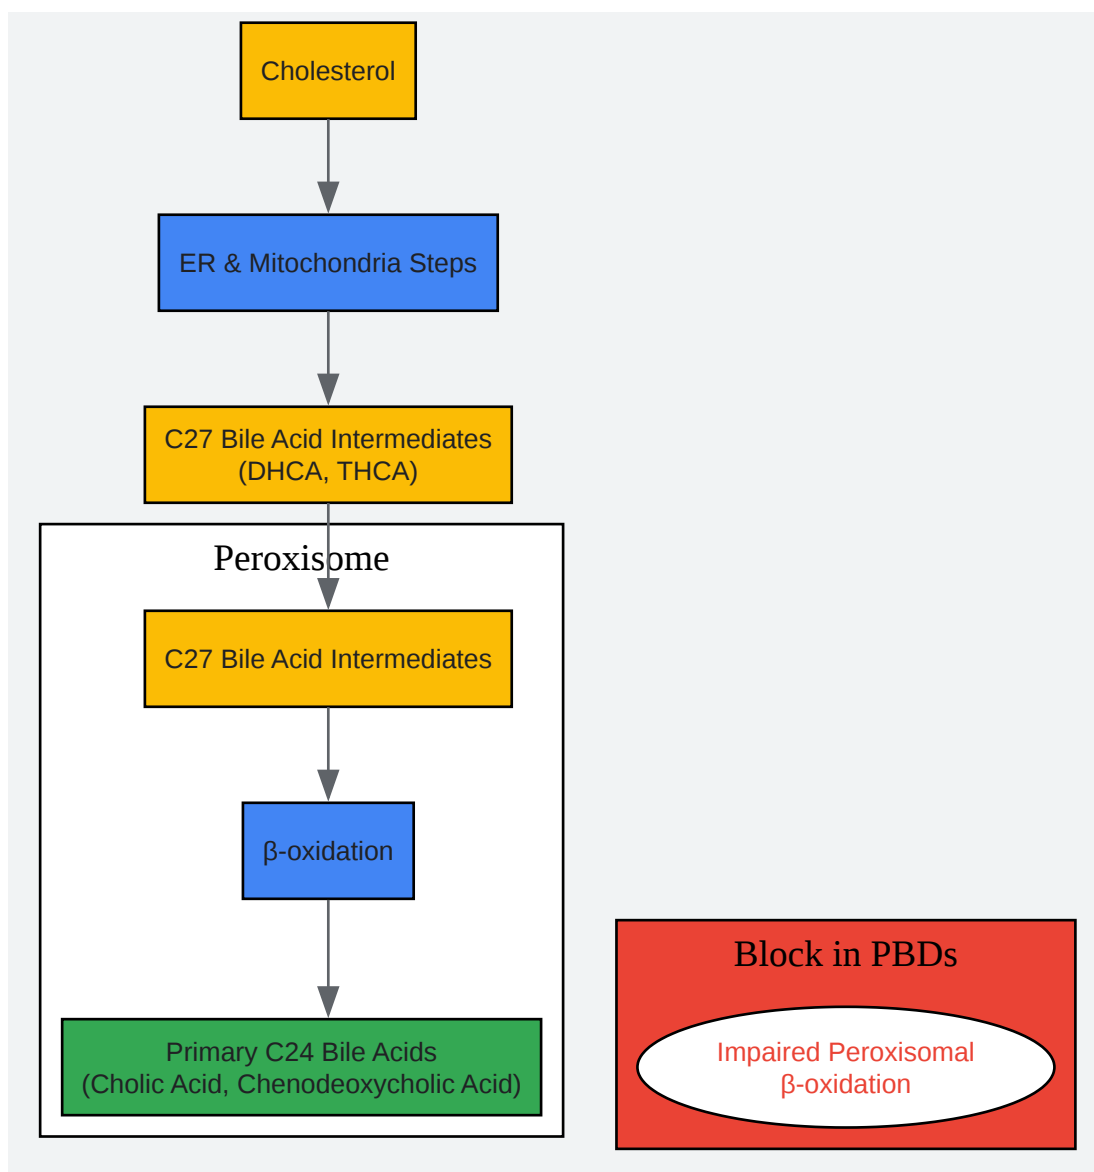 Cholesterol
ER & Mitochondria Steps
C27 Bile Acid Intermediates
(DHCA, THCA)
Peroxisome
C27 Bile Acid Intermediates
β-oxidation
Primary C24 Bile Acids
(Cholic Acid, Chenodeoxycholic Acid)
Block in PBDs
Impaired Peroxisomal
β-oxidation